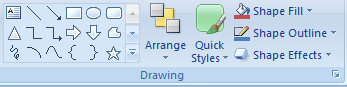 Shape Fill
Shape Outline
Shape Effects
Arrange
Quick
Styles
Drawing